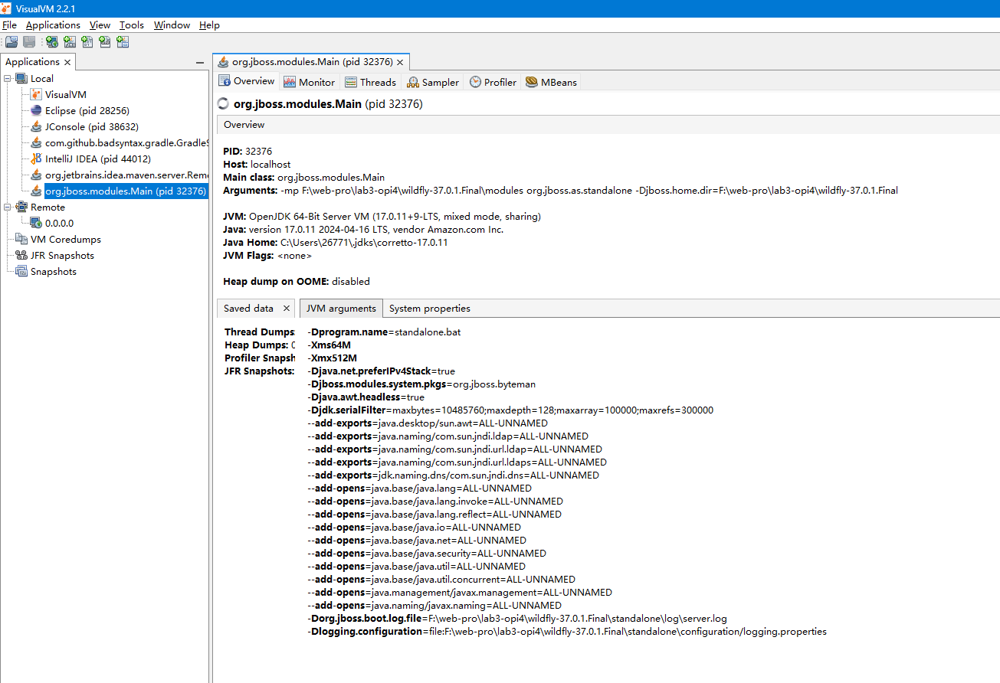 VisualVM 2.2.1
File Applications View Tools Window Help
Applications
Local
VisualVM
Eclipse (pid 28256)
JConsole (pid 38632)
com.github.badsyntax.gradle.GradleS
IntelliJ IDEA (pid 44012)
org.jetbrains.idea.maven.server.Rem
org.jboss.modules.Main (pid 32376)
Remote
0.0.0.0
VM Coredumps
JFR Snapshots
Snapshots
org.jboss.modules.Main (pid 32376)
Overview Monitor Threads Sampler Profiler MBeans
org.jboss.modules.Main (pid 32376)
Overview
PID: 32376
Host: localhost
Main class: org.jboss.modules.Main
Arguments: -mp F:\web-pro\lab3-opi4\wildfly-37.0.1.Final\modules org.jboss.as.standalone -Djboss.home.dir=F:\web-pro\lab3-opi4\wildfly-37.0.1.Final
JVM: OpenJDK 64-Bit Server VM (17.0.11+9-LTS, mixed mode, sharing)
Java: version 17.0.11 2024-04-16 LTS, vendor Amazon.com Inc.
Java Home: C:\Users\26771\.jdks\corretto-17.0.11
JVM Flags: <none>
Heap dump on OOME: disabled
Saved data
Thread Dumps:
Heap Dumps: 0
Profiler Snapsh
JFR Snapshots:
JVM arguments System properties
-Dprogram.name=standalone.bat
-Xms64M
-Xmx512M
-Djava.net.preferIPv4Stack=true
-Djboss.modules.system.pkgs=org.jboss.byteman
-Djava.awt.headless=true
-Djdk.serialFilter=maxbytes=10485760;maxdepth=128;maxarray=100000;maxrefs=300000
--add-exports=java.desktop/sun.awt=ALL-UNNAMED
--add-exports=java.naming/com.sun.jndi.ldap=ALL-UNNAMED
--add-exports=java.naming/com.sun.jndi.url.ldap=ALL-UNNAMED
--add-exports=java.naming/com.sun.jndi.url.ldaps=ALL-UNNAMED
--add-exports=jdk.naming.dns/com.sun.jndi.dns=ALL-UNNAMED
--add-opens=java.base/java.lang=ALL-UNNAMED
--add-opens=java.base/java.lang.invoke=ALL-UNNAMED
--add-opens=java.base/java.lang.reflect=ALL-UNNAMED
--add-opens=java.base/java.io=ALL-UNNAMED
--add-opens=java.base/java.net=ALL-UNNAMED
--add-opens=java.base/java.security=ALL-UNNAMED
--add-opens=java.base/java.util=ALL-UNNAMED
--add-opens=java.base/java.util.concurrent=ALL-UNNAMED
--add-opens=java.management/javax.management=ALL-UNNAMED
--add-opens=java.naming/javax.naming=ALL-UNNAMED
-Dorg.jboss.boot.log.file=F:\web-pro\lab3-opi4\wildfly-37.0.1.Final\standalone\log\server.log
-Dlogging.configuration=file:F:\web-pro\lab3-opi4\wildfly-37.0.1.Final\standalone\configuration/logging.properties